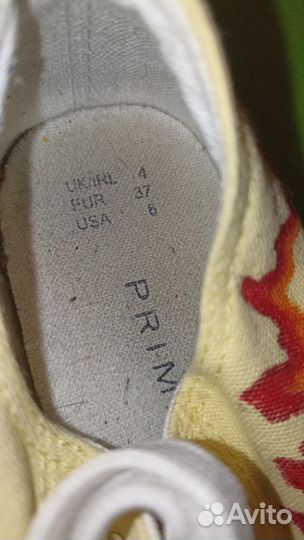 UK/IRL 4
EUR 37
USA 6
PRIM
Avito